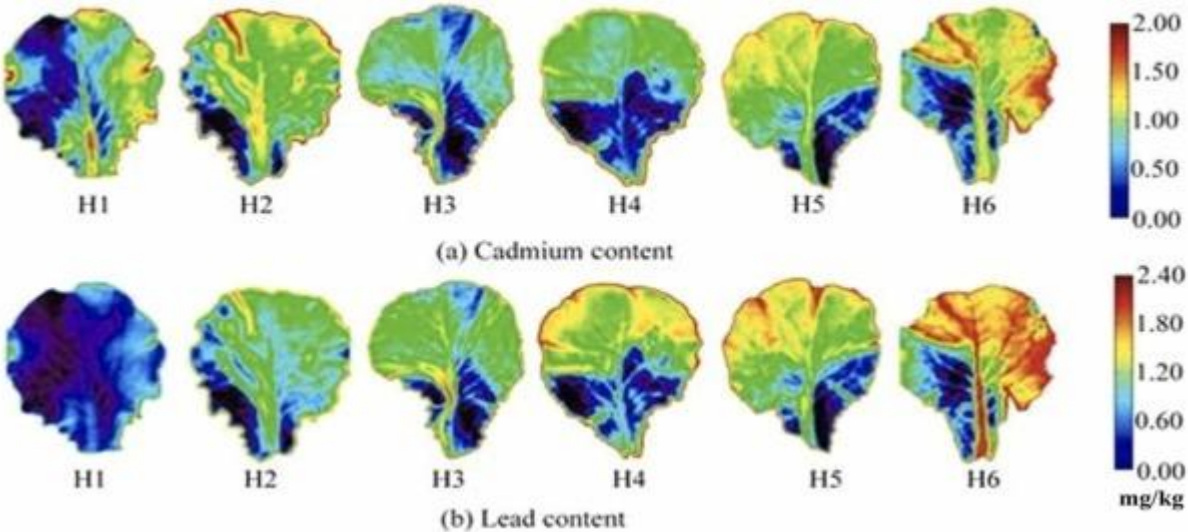 2.00
1.50
1.00
0.50
0.00
H1 H2 H3 H4 H5 H6
(a) Cadmium content
2.40
1.80
1.20
0.60
0.00
mg/kg
H1 H2 H3 H4 H5 H6
(b) Lead content